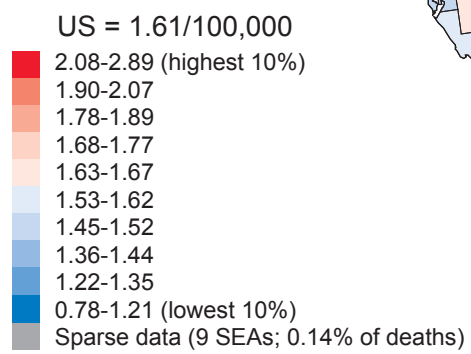 US = 1.61/100,000
2.08-2.89 (highest 10%)
1.90-2.07
1.78-1.89
1.68-1.77
1.63-1.67
1.53-1.62
1.45-1.52
1.36-1.44
1.22-1.35
0.78-1.21 (lowest 10%)
Sparse data (9 SEAs; 0.14% of deaths)